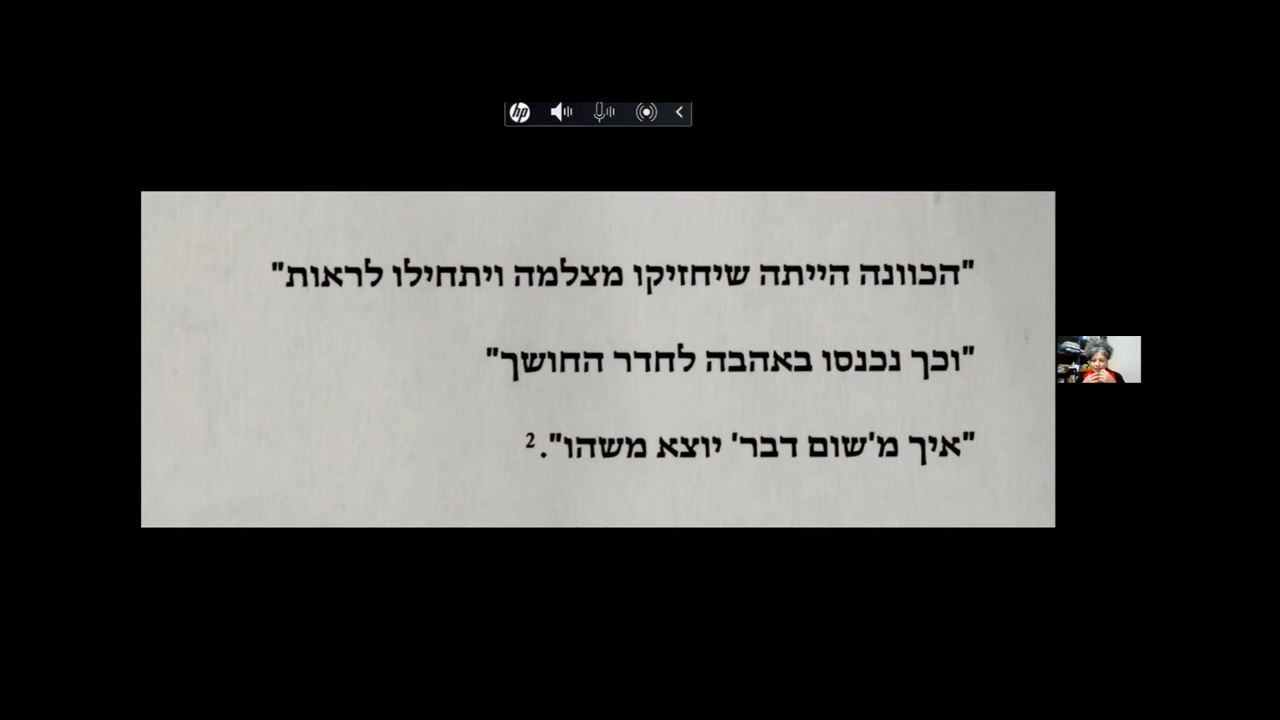 hp
"הכוונה הייתה שיחזיקו מצלמה ויתחילו לראות"
"וכך נכנסו באהבה לחדר החושך"
"איך מ'שום דבר' יוצא משהו".²